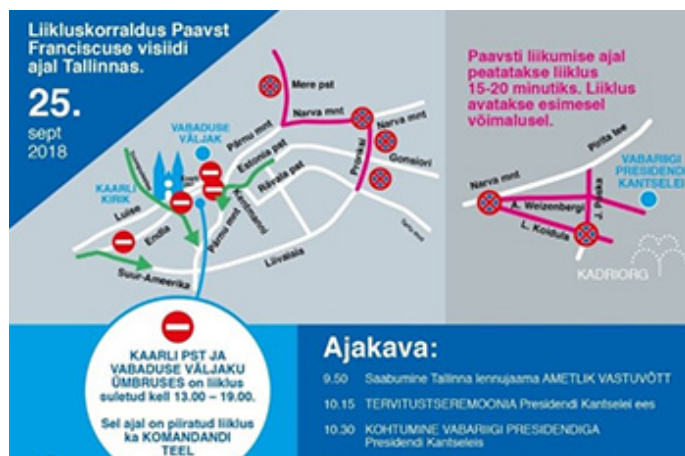 Liikluskorraldus Paavst
Franciscuse visiidi
ajal Tallinnas.
25.
sept
2018
VABADUSE
VÄLJAK
KAARLI
KIRIK
Mere pst
Narva mnt
Narva mnt
Pärnu mnt
Estonia pst
Rävala pst
Gonsiori
Pronksi
Luise
Endla
Pärnu mnt
Suur-Ameerika
Liivalaia
Tartu mnt
Paavsti liikumise ajal
peatatakse liiklus
15-20 minutiks. Liiklus
avatakse esimesel
võimalusel.
Pirita tee
Narva mnt
VABARIIGI
PRESIDENDI
KANTSELEI
A. Weizenbergi
J. Poska
L. Koidula
KADRIORG
KAARLI PST JA
VABADUSE VÄLJAKU
ÜMBRUSES on liiklus
suletud kell 13.00 – 19.00.
Sel ajal on piiratud liiklus
ka KOMANDANDI
TEEL
Ajakava:
9.50 Saabumine Tallinna lennujaama AMETLIK VASTUVÕTT
10.15 TERVITUSTSEREMOONIA Presidendi Kantselei ees
10.30 KOHTUMINE VABARIIGI PRESIDENDIGA
Presidendi Kantseleis